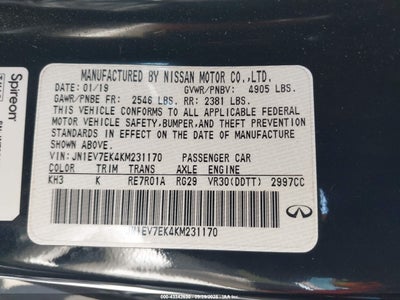 MANUFACTURED BY NISSAN MOTOR CO.,LTD.
DATE: 01/19 GVWR/PNBV: 4905 LBS.
GAWR/PNBE FR: 2546 LBS. RR: 2381 LBS.
THIS VEHICLE CONFORMS TO ALL APPLICABLE FEDERAL
MOTOR VEHICLE SAFETY,BUMPER,AND THEFT PREVENTION
STANDARDS IN EFFECT ON THE DATE OF MANUFACTURE
SHOWN ABOVE.
VIN: JN1EV7EK4KM231170 PASSENGER CAR
COLOR TRIM TRANS AXLE ENGINE
KH3 K RE7R01A RG29 VR30(DDTT) 2997CC
1EV7EK4KM231170
INFINITI
Spireon